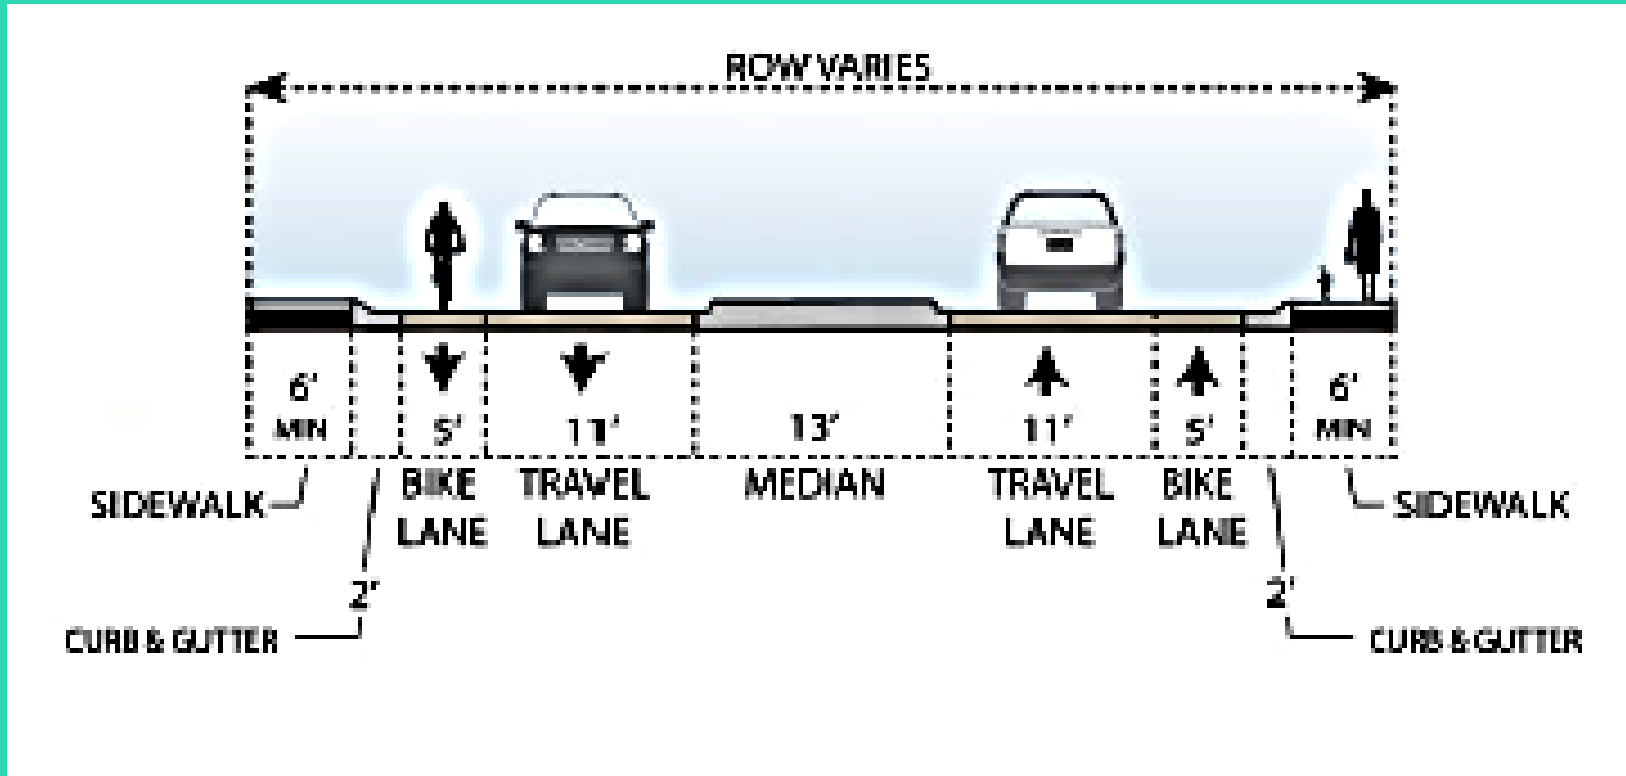 ROW VARIES
6'
MIN
5'
11'
13'
11'
5'
6'
MIN
SIDEWALK
BIKE
LANE
TRAVEL
LANE
MEDIAN
TRAVEL
LANE
BIKE
LANE
SIDEWALK
2'
2'
CURB & GUTTER
CURB & GUTTER